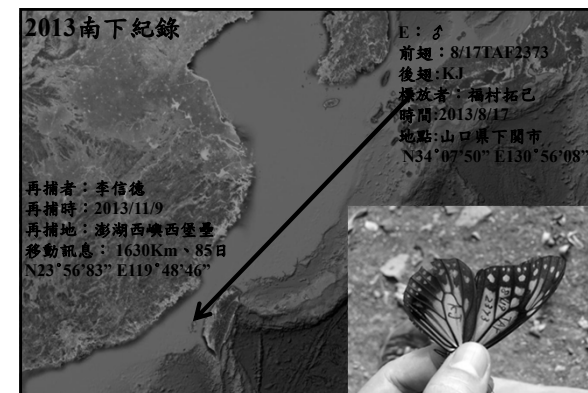 2013南下紀錄
E：♂
前翅：8/17TAF2373
後翅:KJ
標放者：福村拓己
時間:2013/8/17
地點:山口県下関市
N34°07'50” E130°56'08”
再捕者：李信德
再捕時：2013/11/9
再捕地：澎湖西嶼西堡壘
移動訊息： 1630Km、85日
N23°56'83” E119°48'46”
KJ
2373